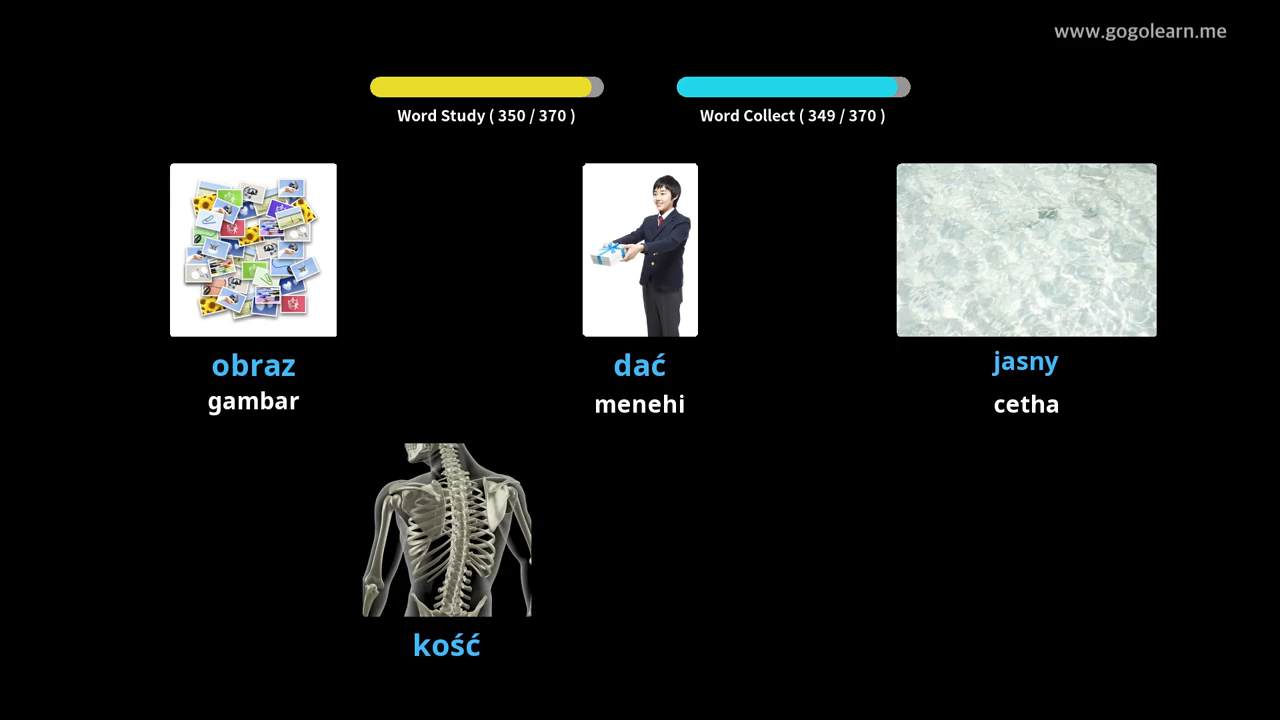 www.gogolearn.me
Word Study ( 350 / 370 )
Word Collect ( 349 / 370 )
obraz
gambar
dać
menehi
jasny
cetha
kość